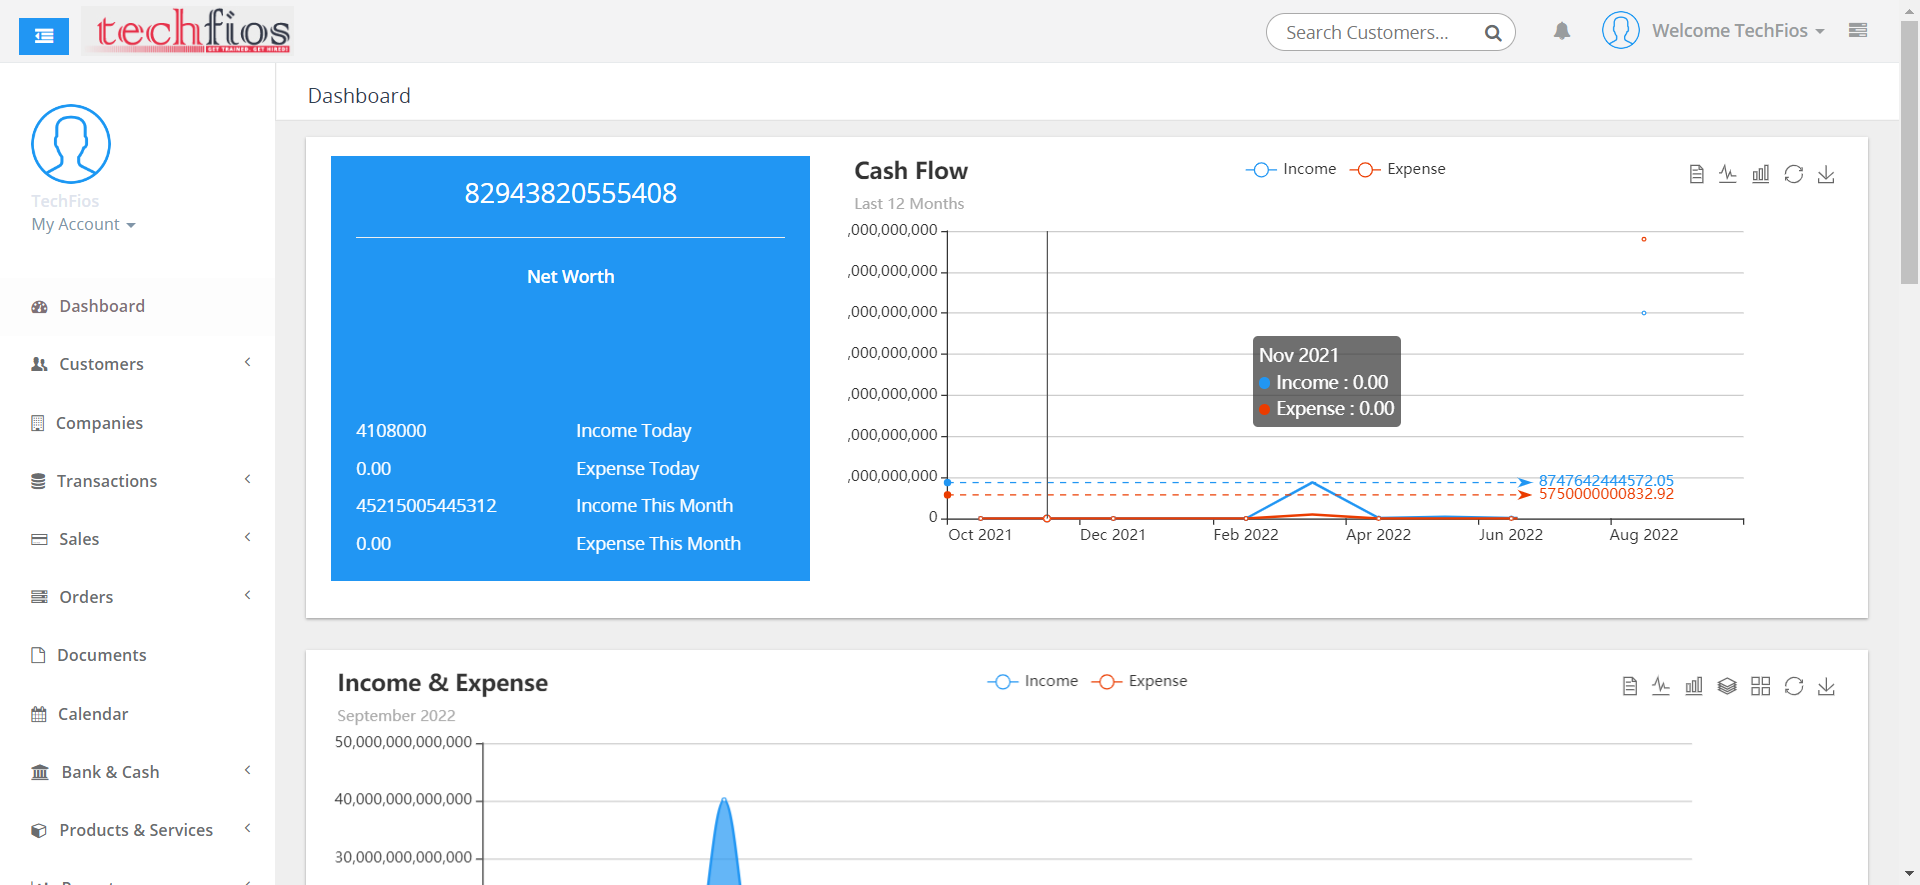 techfios
GET TRAINED. GET HIRED!
Search Customers...
Welcome TechFios
TechFios
My Account
Dashboard
Customers
Companies
Transactions
Sales
Orders
Documents
Calendar
Bank & Cash
Products & Services
Dashboard
82943820555408
Net Worth
4108000 Income Today
0.00 Expense Today
45215005445312 Income This Month
0.00 Expense This Month
Cash Flow
Last 12 Months
Income Expense
,000,000,000
,000,000,000
,000,000,000
,000,000,000
,000,000,000
,000,000,000
,000,000,000
0
Nov 2021
Income : 0.00
Expense : 0.00
8747642444572.05
5750000000832.92
Oct 2021 Dec 2021 Feb 2022 Apr 2022 Jun 2022 Aug 2022
Income & Expense
September 2022
Income Expense
50,000,000,000,000
40,000,000,000,000
30,000,000,000,000